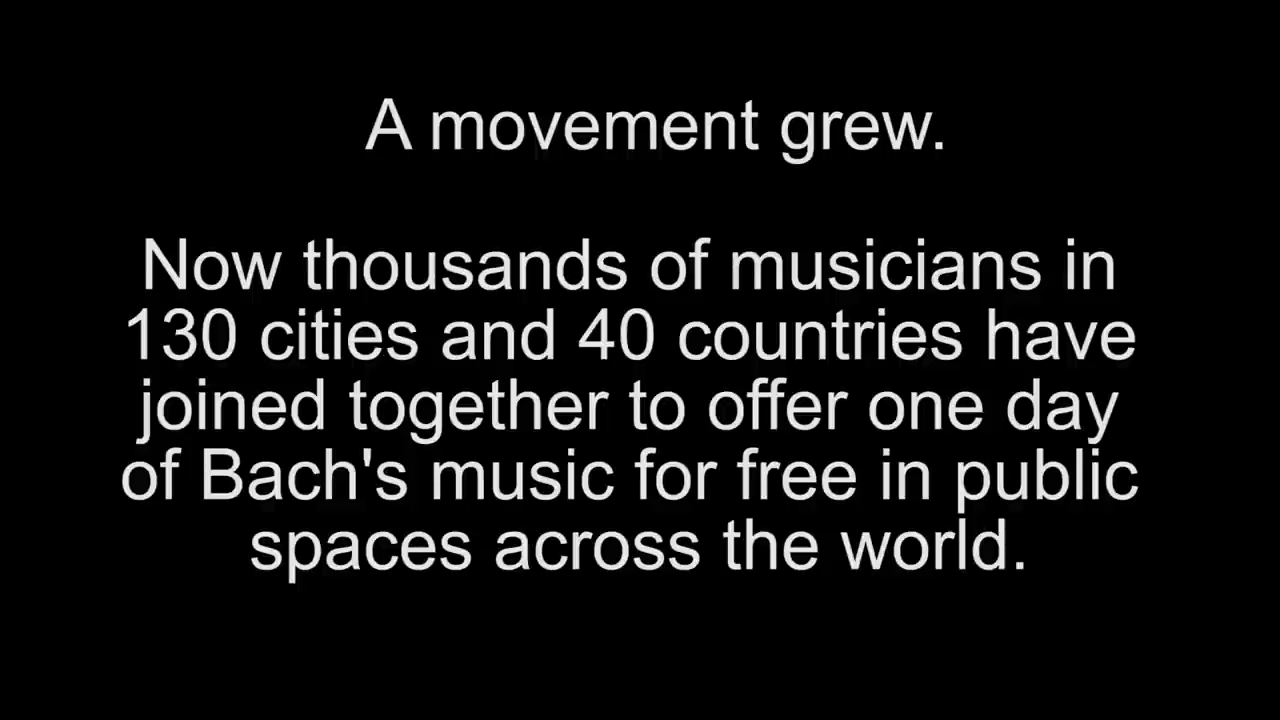 A movement grew.
Now thousands of musicians in
130 cities and 40 countries have
joined together to offer one day
of Bach's music for free in public
spaces across the world.